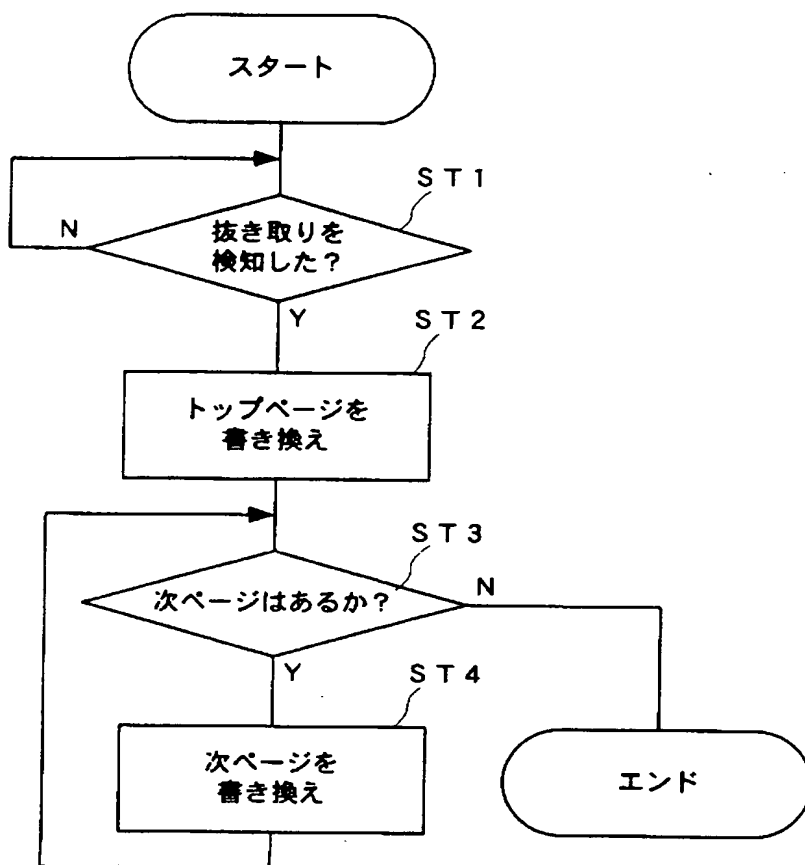 スタート
ST1
N
抜き取りを
検知した？
Y
ST2
トップページを
書き換え
ST3
次ページはあるか？
N
Y
ST4
次ページを
書き換え
エンド